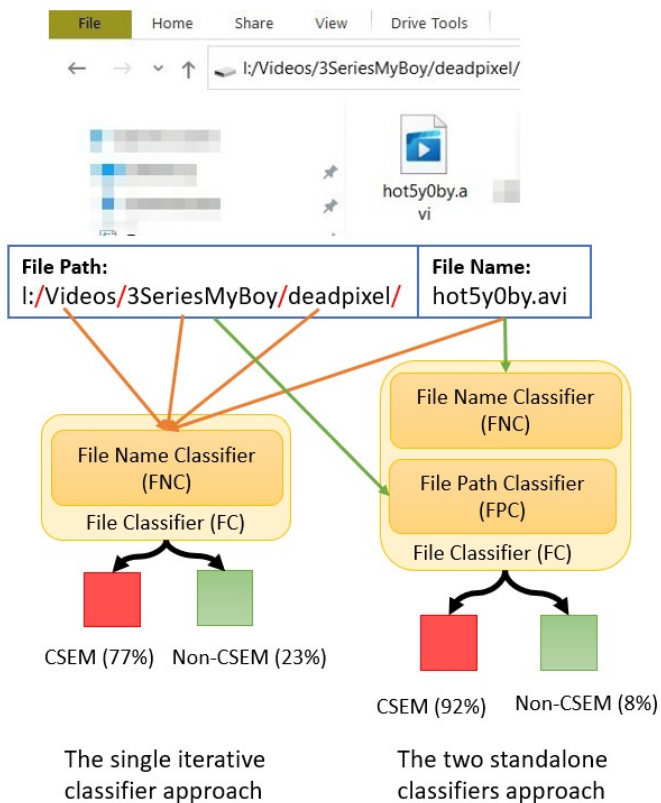 File Home Share View Drive Tools
l:/Videos/3SeriesMyBoy/deadpixel/
hot5y0by.a
vi
File Path:
l:/Videos/3SeriesMyBoy/deadpixel/
File Name:
hot5y0by.avi
File Name Classifier
(FNC)
File Classifier (FC)
CSEM (77%) Non-CSEM (23%)
The single iterative
classifier approach
File Name Classifier
(FNC)
File Path Classifier
(FPC)
File Classifier (FC)
CSEM (92%) Non-CSEM (8%)
The two standalone
classifiers approach